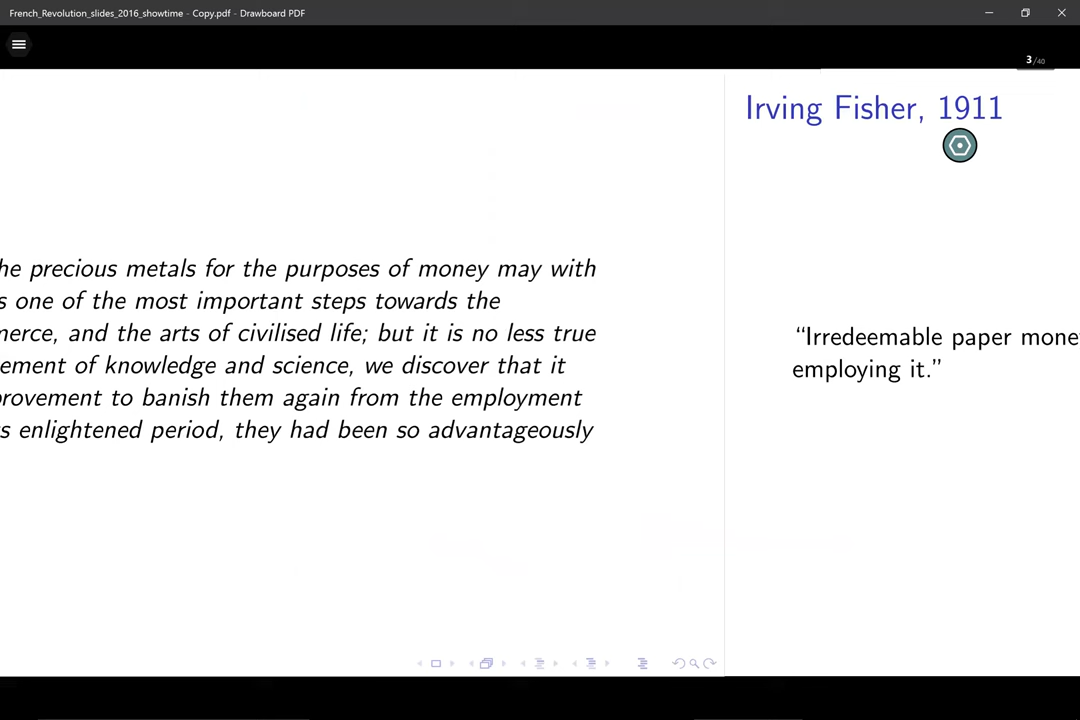 French_Revolution_slides_2016_showtime - Copy.pdf - Drawboard PDF
3/40
he precious metals for the purposes of money may with
s one of the most important steps towards the
merce, and the arts of civilised life; but it is no less true
ement of knowledge and science, we discover that it
provement to banish them again from the employment
s enlightened period, they had been so advantageously
Irving Fisher, 1911
“Irredeemable paper mone
employing it.”